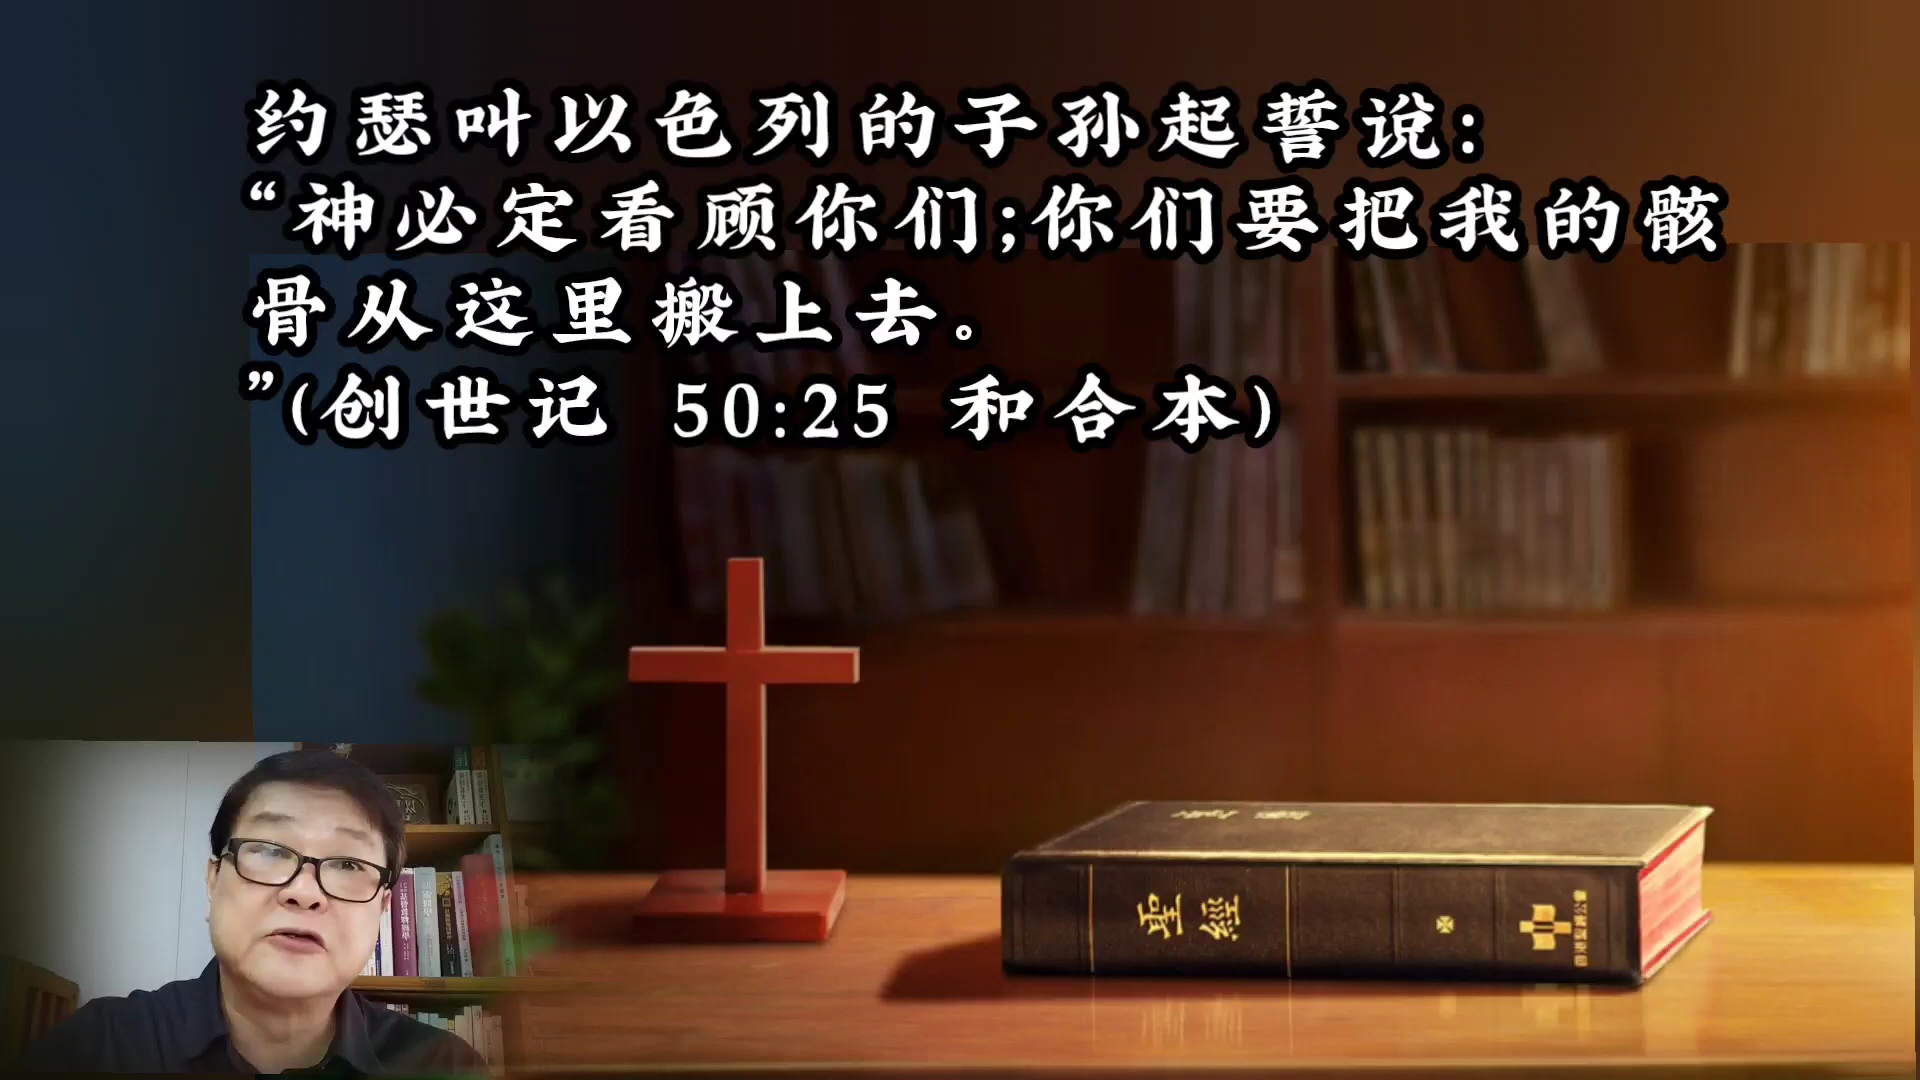 约瑟叫以色列的子孙起誓说：
“神必定看顾你们;你们要把我的骸
骨从这里搬上去。
”(创世记 50:25 和合本)
聖經